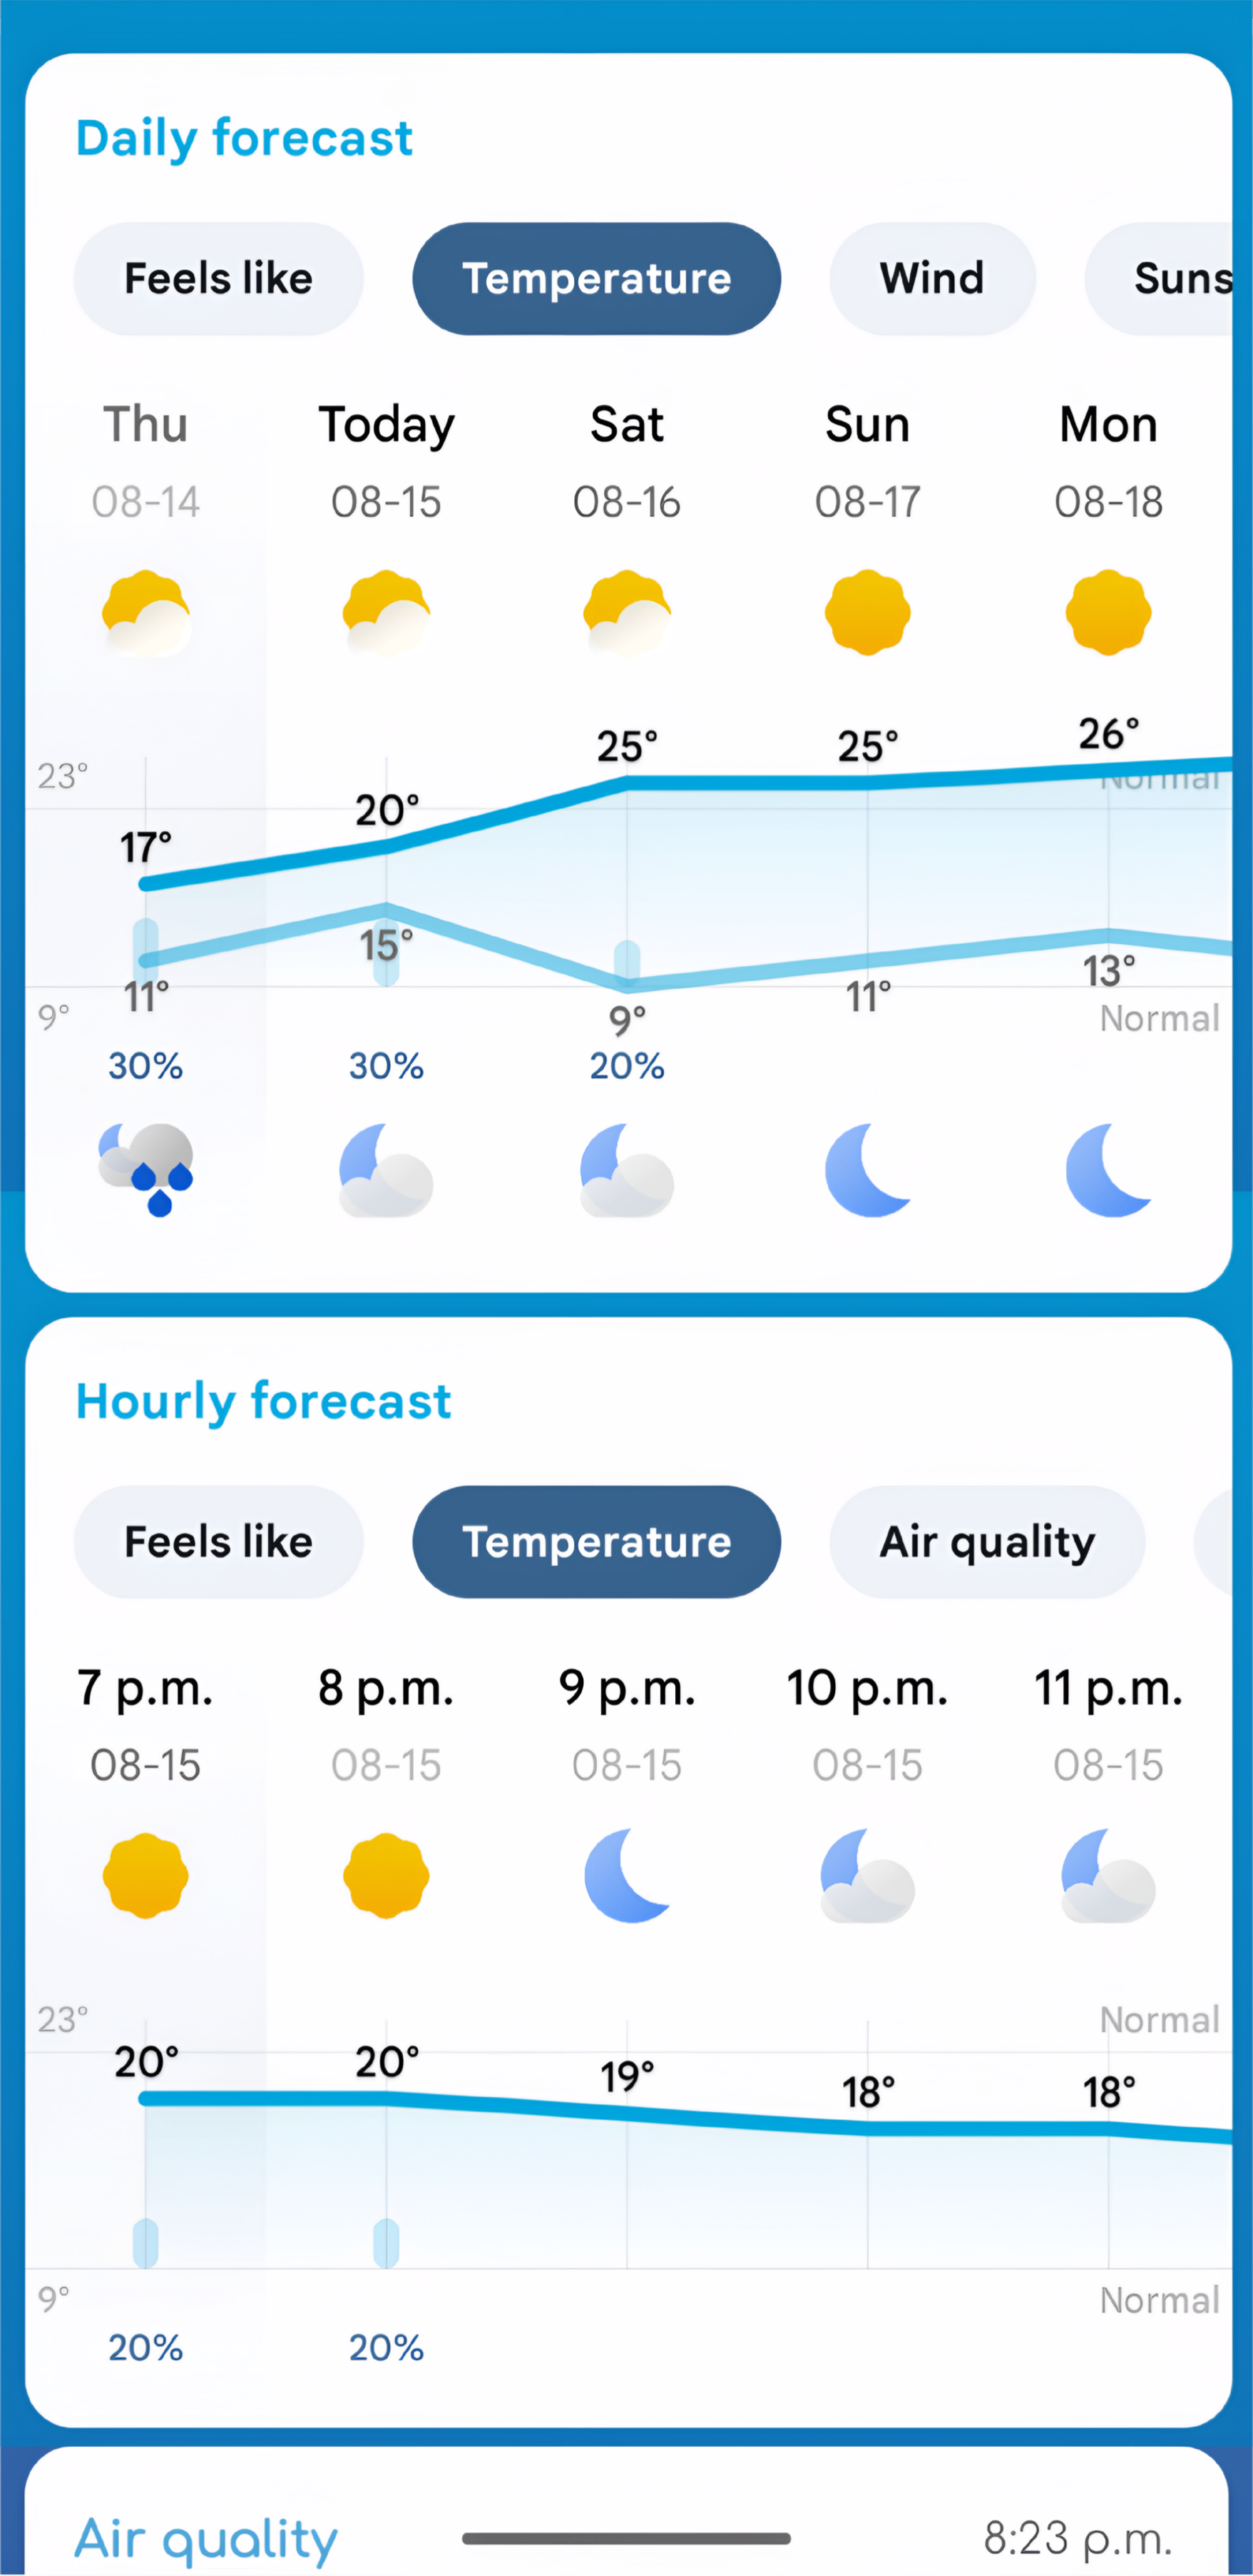 Daily forecast
Feels like Temperature Wind Suns
Thu Today Sat Sun Mon
08-14 08-15 08-16 08-17 08-18
25° 25° 26°
23° Normal
20°
17°
15°
13°
11° 11°
9° 9° Normal
30% 30% 20%
Hourly forecast
Feels like Temperature Air quality
7 p.m. 8 p.m. 9 p.m. 10 p.m. 11 p.m.
08-15 08-15 08-15 08-15 08-15
23° Normal
20° 20° 19° 18° 18°
9° Normal
20% 20%
Air quality 8:23 p.m.